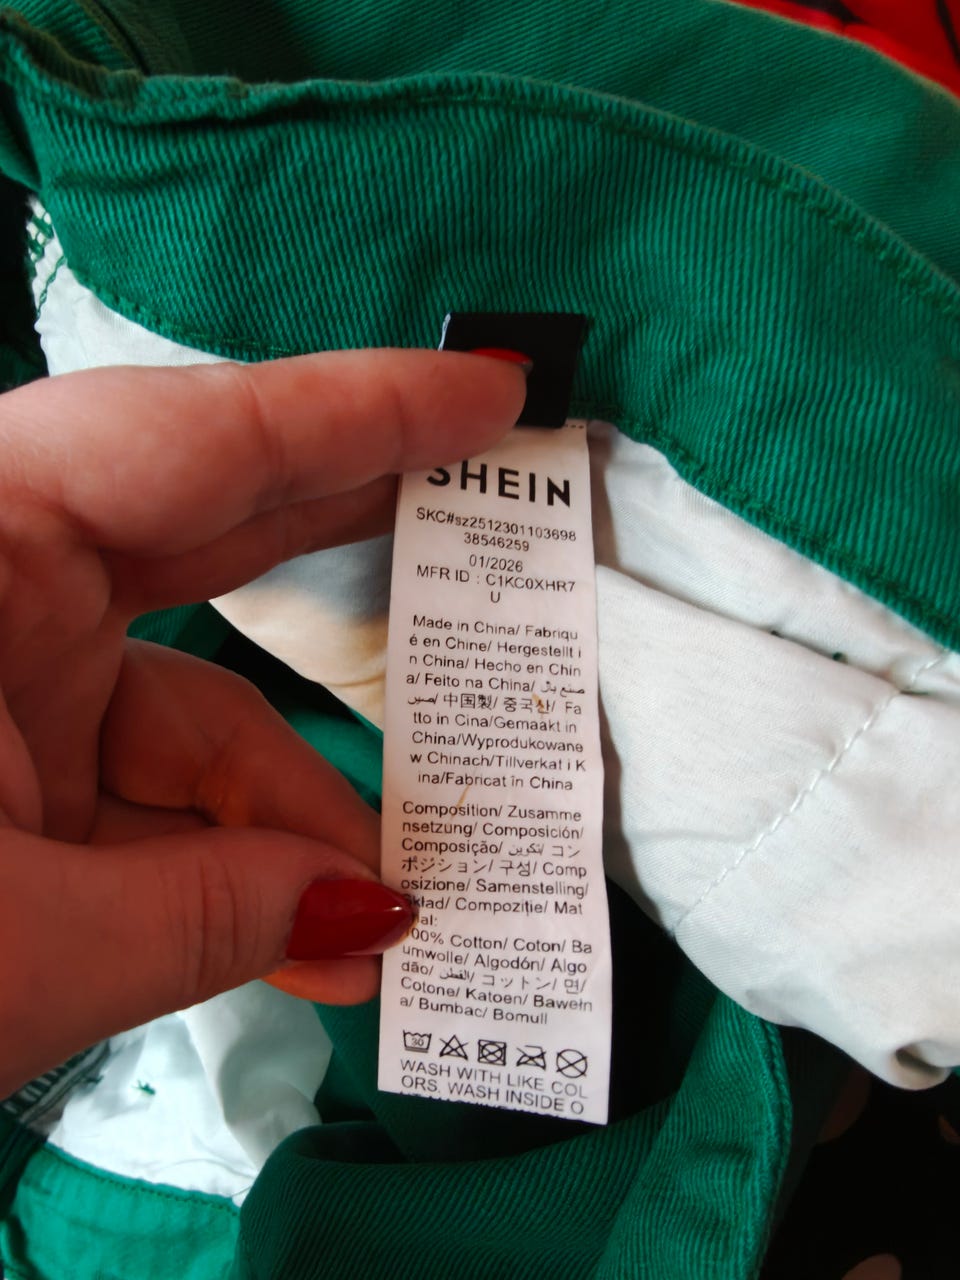 SHEIN
SKC#sz2512301103698
38546259
01/2026
MFR ID : C1KC0XHR7
U
Made in China/ Fabriqu
é en Chine/ Hergestellt i
n China/ Hecho en Chin
a/ Feito na China/ صنع بال
صين/ 中国製/ 중국산/ Fa
tto in Cina/Gemaakt in
China/Wyprodukowane
w Chinach/Tillverkat i K
ina/Fabricat în China
Composition/ Zusamme
nsetzung/ Composición/
Composição/ تكوين/ コン
ポジション/ 구성/ Comp
osizione/ Samenstelling/
Skład/ Compoziție/ Mat
ial:
100% Cotton/ Coton/ Ba
umwolle/ Algodón/ Algo
dão/ القطن/ コットン/ 면/
Cotone/ Katoen/ Bawełn
a/ Bumbac/ Bomull
30
WASH WITH LIKE COL
ORS. WASH INSIDE O